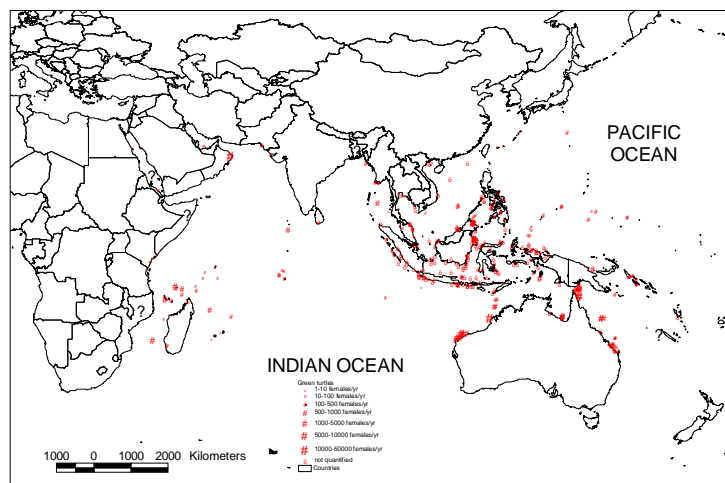 PACIFIC
OCEAN
INDIAN OCEAN
Green turtles
1-10 females/yr
10-100 females/yr
100-500 females/yr
500-1000 females/yr
1000-5000 females/yr
5000-10000 females/yr
10000-50000 females/yr
not quantified
Countries
1000 0 1000 2000 Kilometers